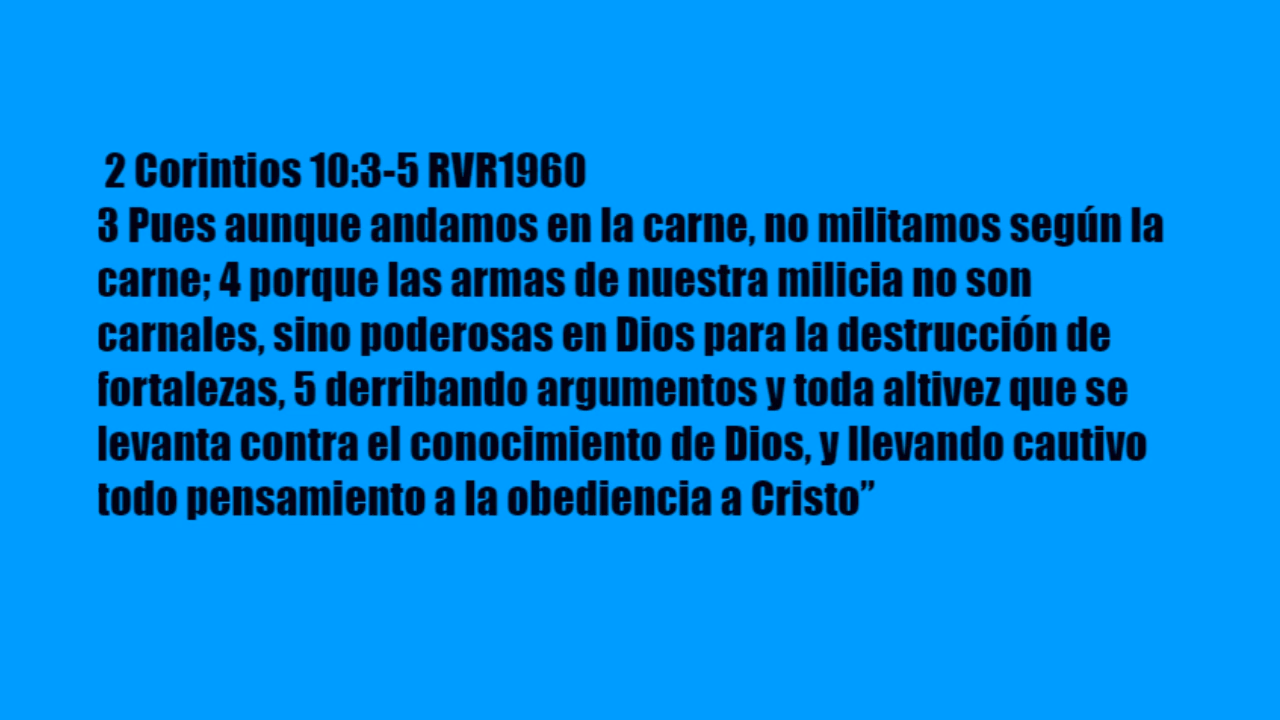 2 Corintios 10:3-5 RVR1960
3 Pues aunque andamos en la carne, no militamos según la
carne; 4 porque las armas de nuestra milicia no son
carnales, sino poderosas en Dios para la destrucción de
fortalezas, 5 derribando argumentos y toda altivez que se
levanta contra el conocimiento de Dios, y llevando cautivo
todo pensamiento a la obediencia a Cristo”